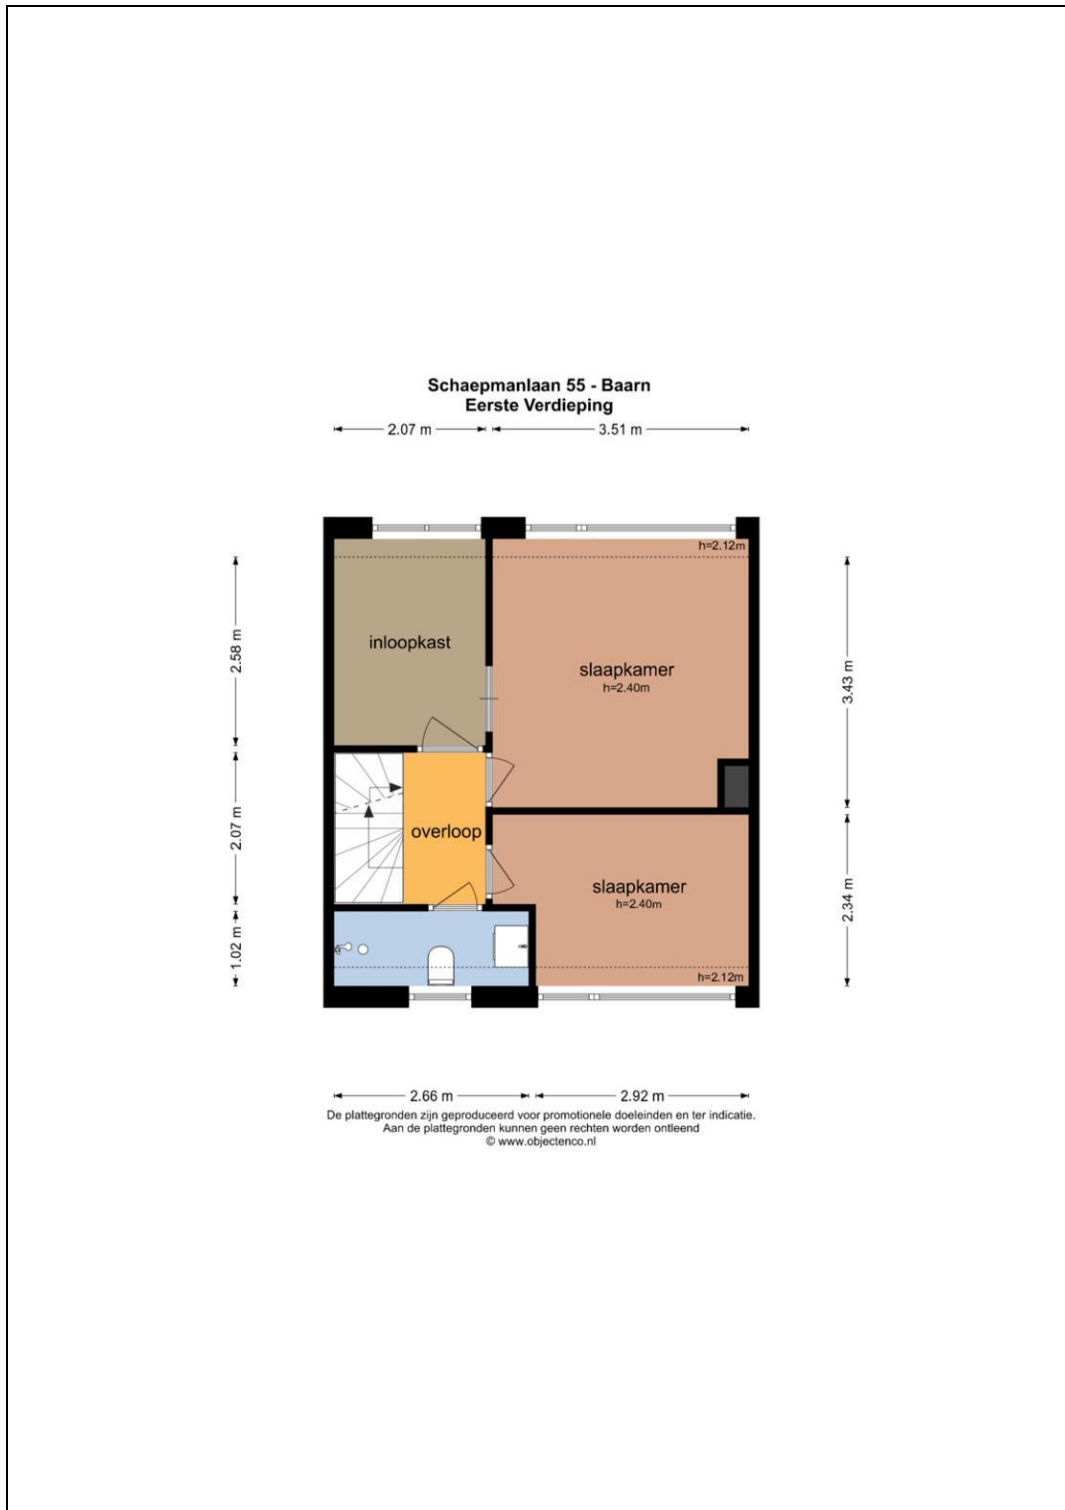 Schaepmanlaan 55 - Baarn
Eerste Verdieping
2.07 m
3.51 m
h=2.12m
inloopkast
slaapkamer
h=2.40m
2.58 m
3.43 m
2.07 m
overloop
slaapkamer
h=2.40m
2.34 m
1.02 m
h=2.12m
2.66 m
2.92 m
De plattegronden zijn geproduceerd voor promotionele doeleinden en ter indicatie.
Aan de plattegronden kunnen geen rechten worden ontleend
© www.objectenco.nl